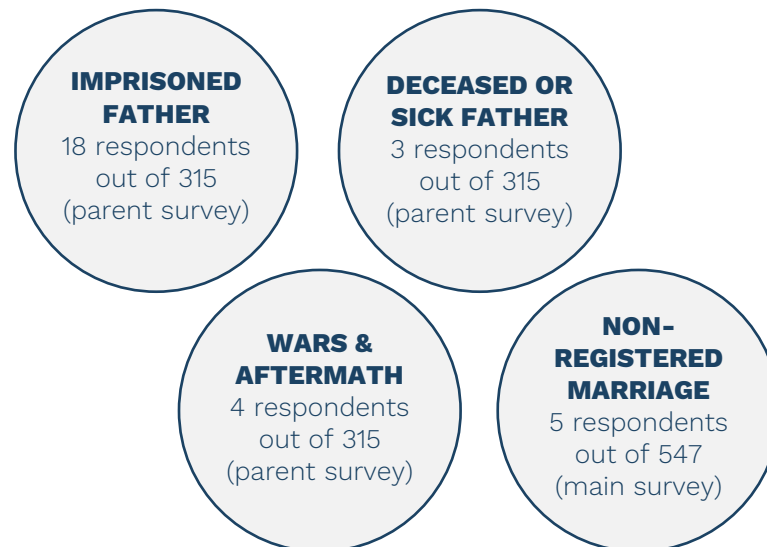 IMPRISONED
FATHER
18 respondents
out of 315
(parent survey)
DECEASED OR
SICK FATHER
3 respondents
out of 315
(parent survey)
WARS &
AFTERMATH
4 respondents
out of 315
(parent survey)
NON-
REGISTERED
MARRIAGE
5 respondents
out of 547
(main survey)